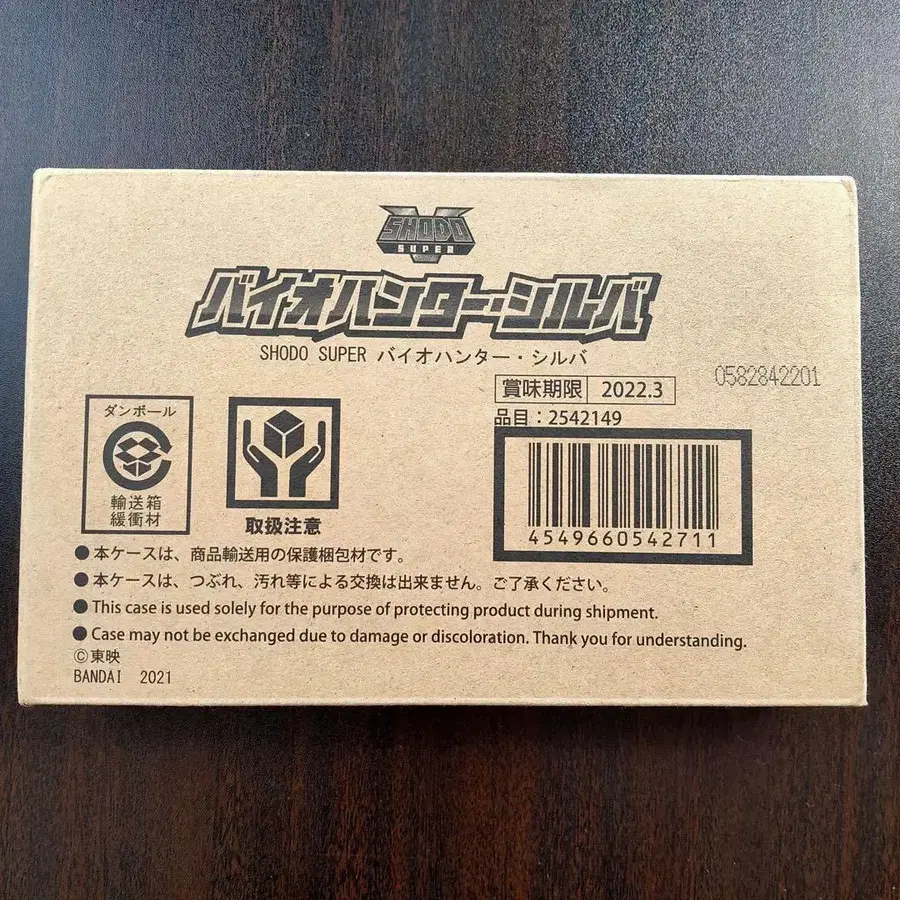 SHODO
SUPER
バイオハンター・シルバ
SHODO SUPER バイオハンター・シルバ
賞味期限 2022.3
0582842201
品目：2542149
4549660542711
ダンボール
輸送箱
緩衝材
取扱注意
●本ケースは、商品輸送用の保護梱包材です。
●本ケースは、つぶれ、汚れ等による交換は出来ません。ご了承ください。
●This case is used solely for the purpose of protecting product during shipment.
●Case may not be exchanged due to damage or discoloration. Thank you for understanding.
©東映
BANDAI 2021